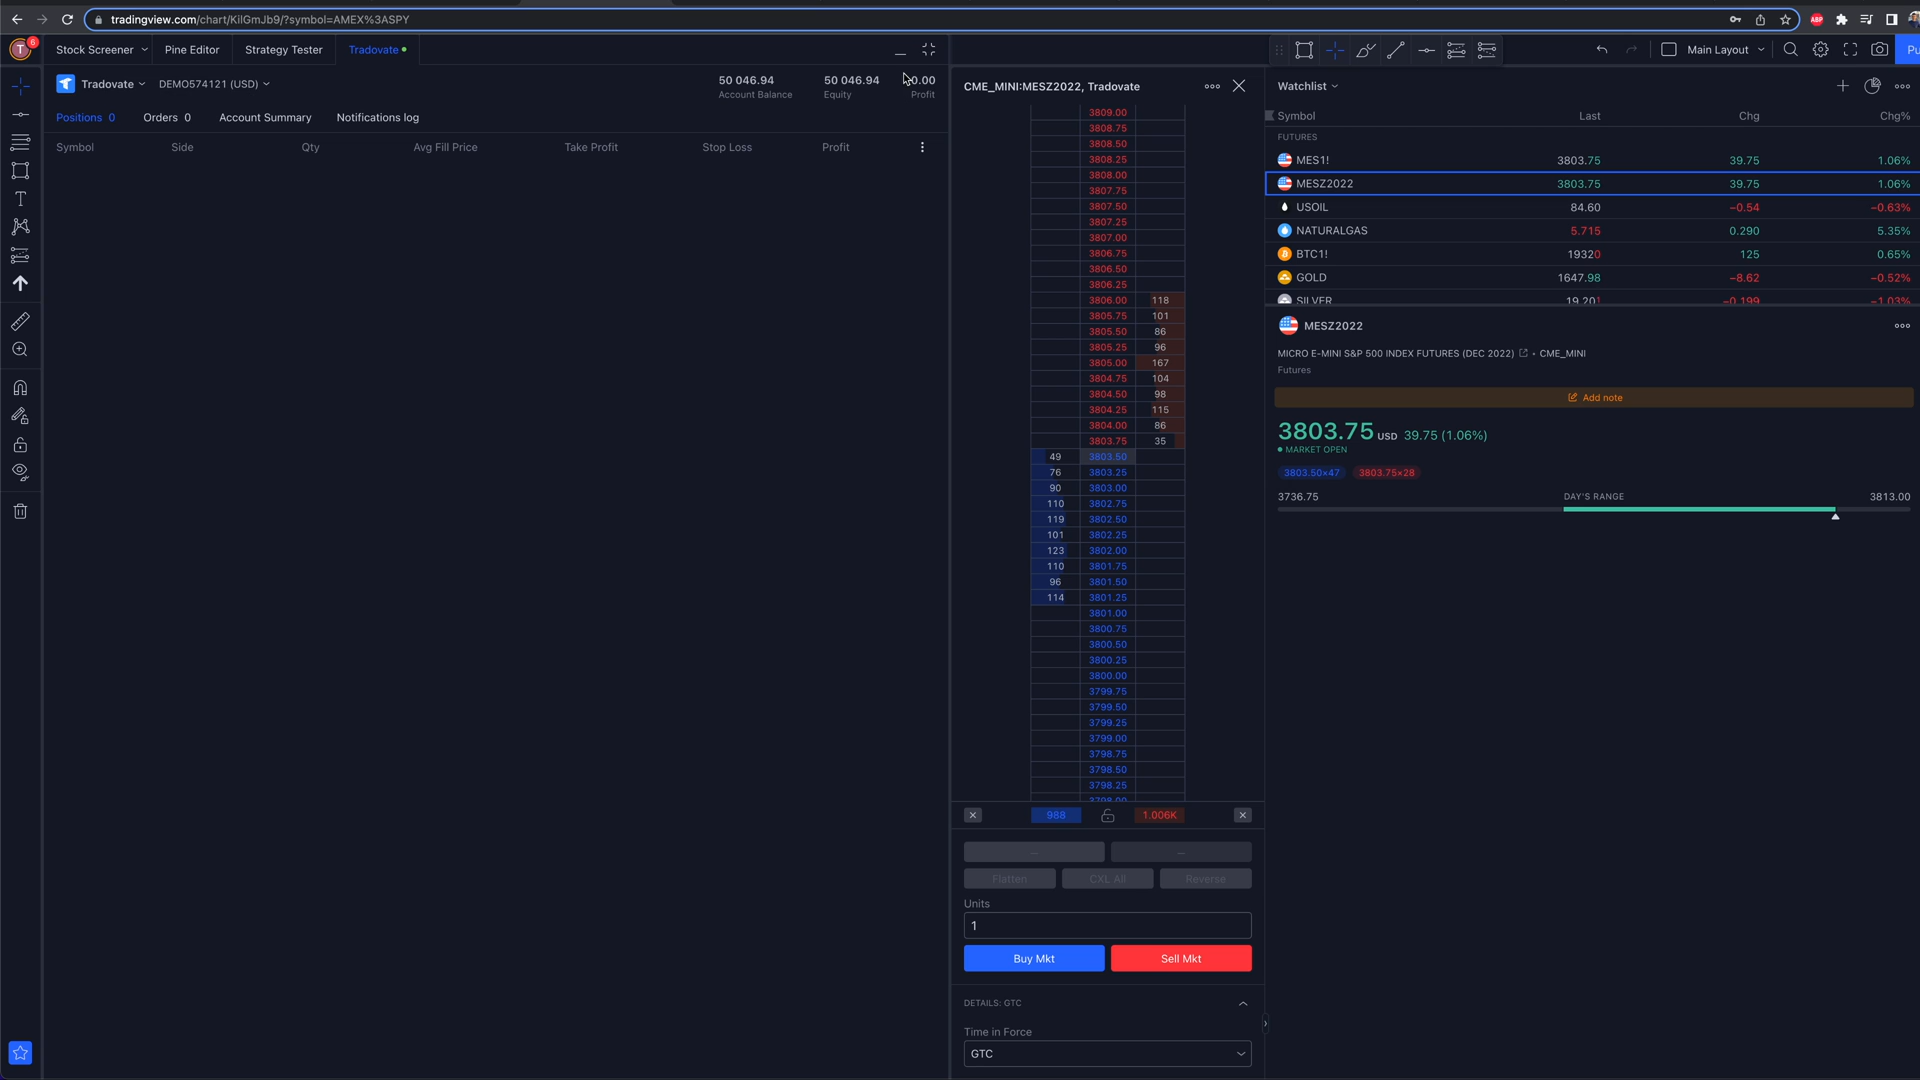 tradingview.com/chart/KilGmJb9/?symbol=AMEX%3ASPY
ABP
T 6
Stock Screener Pine Editor Strategy Tester Tradovate
Main Layout
Tradovate DEMO574121 (USD)
50 046.94 50 046.94 0.00
Account Balance Equity Profit
Positions 0 Orders 0 Account Summary Notifications log
Symbol Side Qty Avg Fill Price Take Profit Stop Loss Profit
CME_MINI:MESZ2022, Tradovate
3809.00
3808.75
3808.50
3808.25
3808.00
3807.75
3807.50
3807.25
3807.00
3806.75
3806.50
3806.25
3806.00 118
3805.75 101
3805.50 86
3805.25 96
3805.00 167
3804.75 104
3804.50 98
3804.25 115
3804.00 86
3803.75 35
49 3803.50
76 3803.25
90 3803.00
110 3802.75
119 3802.50
101 3802.25
123 3802.00
110 3801.75
96 3801.50
114 3801.25
3801.00
3800.75
3800.50
3800.25
3800.00
3799.75
3799.50
3799.25
3799.00
3798.75
3798.50
3798.25
3798.00
988 1.006K
Flatten CXL All Reverse
Units
1
Buy Mkt Sell Mkt
DETAILS: GTC
Time in Force
GTC
Watchlist
Symbol Last Chg Chg%
FUTURES
MES1! 3803.75 39.75 1.06%
MESZ2022 3803.75 39.75 1.06%
USOIL 84.60 −0.54 −0.63%
NATURALGAS 5.715 0.290 5.35%
BTC1! 19320 125 0.65%
GOLD 1647.98 −8.62 −0.52%
SILVER 19.201 −0.199 −1.03%
MESZ2022
MICRO E-MINI S&P 500 INDEX FUTURES (DEC 2022) • CME_MINI
Futures
Add note
3803.75 USD 39.75 (1.06%)
MARKET OPEN
3803.50×47 3803.75×28
3736.75 DAY'S RANGE 3813.00